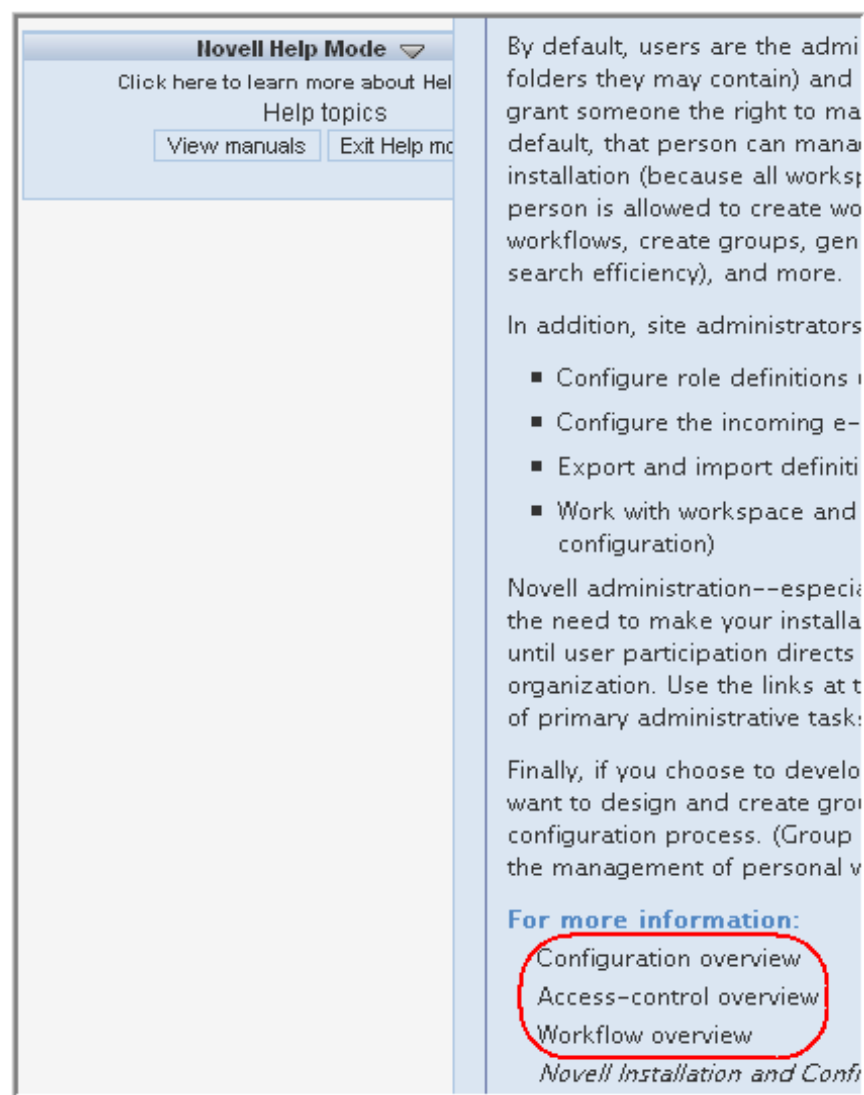 Novell Help Mode
Click here to learn more about Hel
Help topics
View manuals Exit Help mo
By default, users are the admi
folders they may contain) and
grant someone the right to ma
default, that person can mana
installation (because all worksp
person is allowed to create wo
workflows, create groups, gen
search efficiency), and more.
In addition, site administrators
■ Configure role definitions
■ Configure the incoming e-
■ Export and import definiti
■ Work with workspace and
configuration)
Novell administration--especia
the need to make your installa
until user participation directs
organization. Use the links at t
of primary administrative tasks
Finally, if you choose to develo
want to design and create grou
configuration process. (Group
the management of personal w
For more information:
Configuration overview
Access-control overview
Workflow overview
Novell Installation and Confi